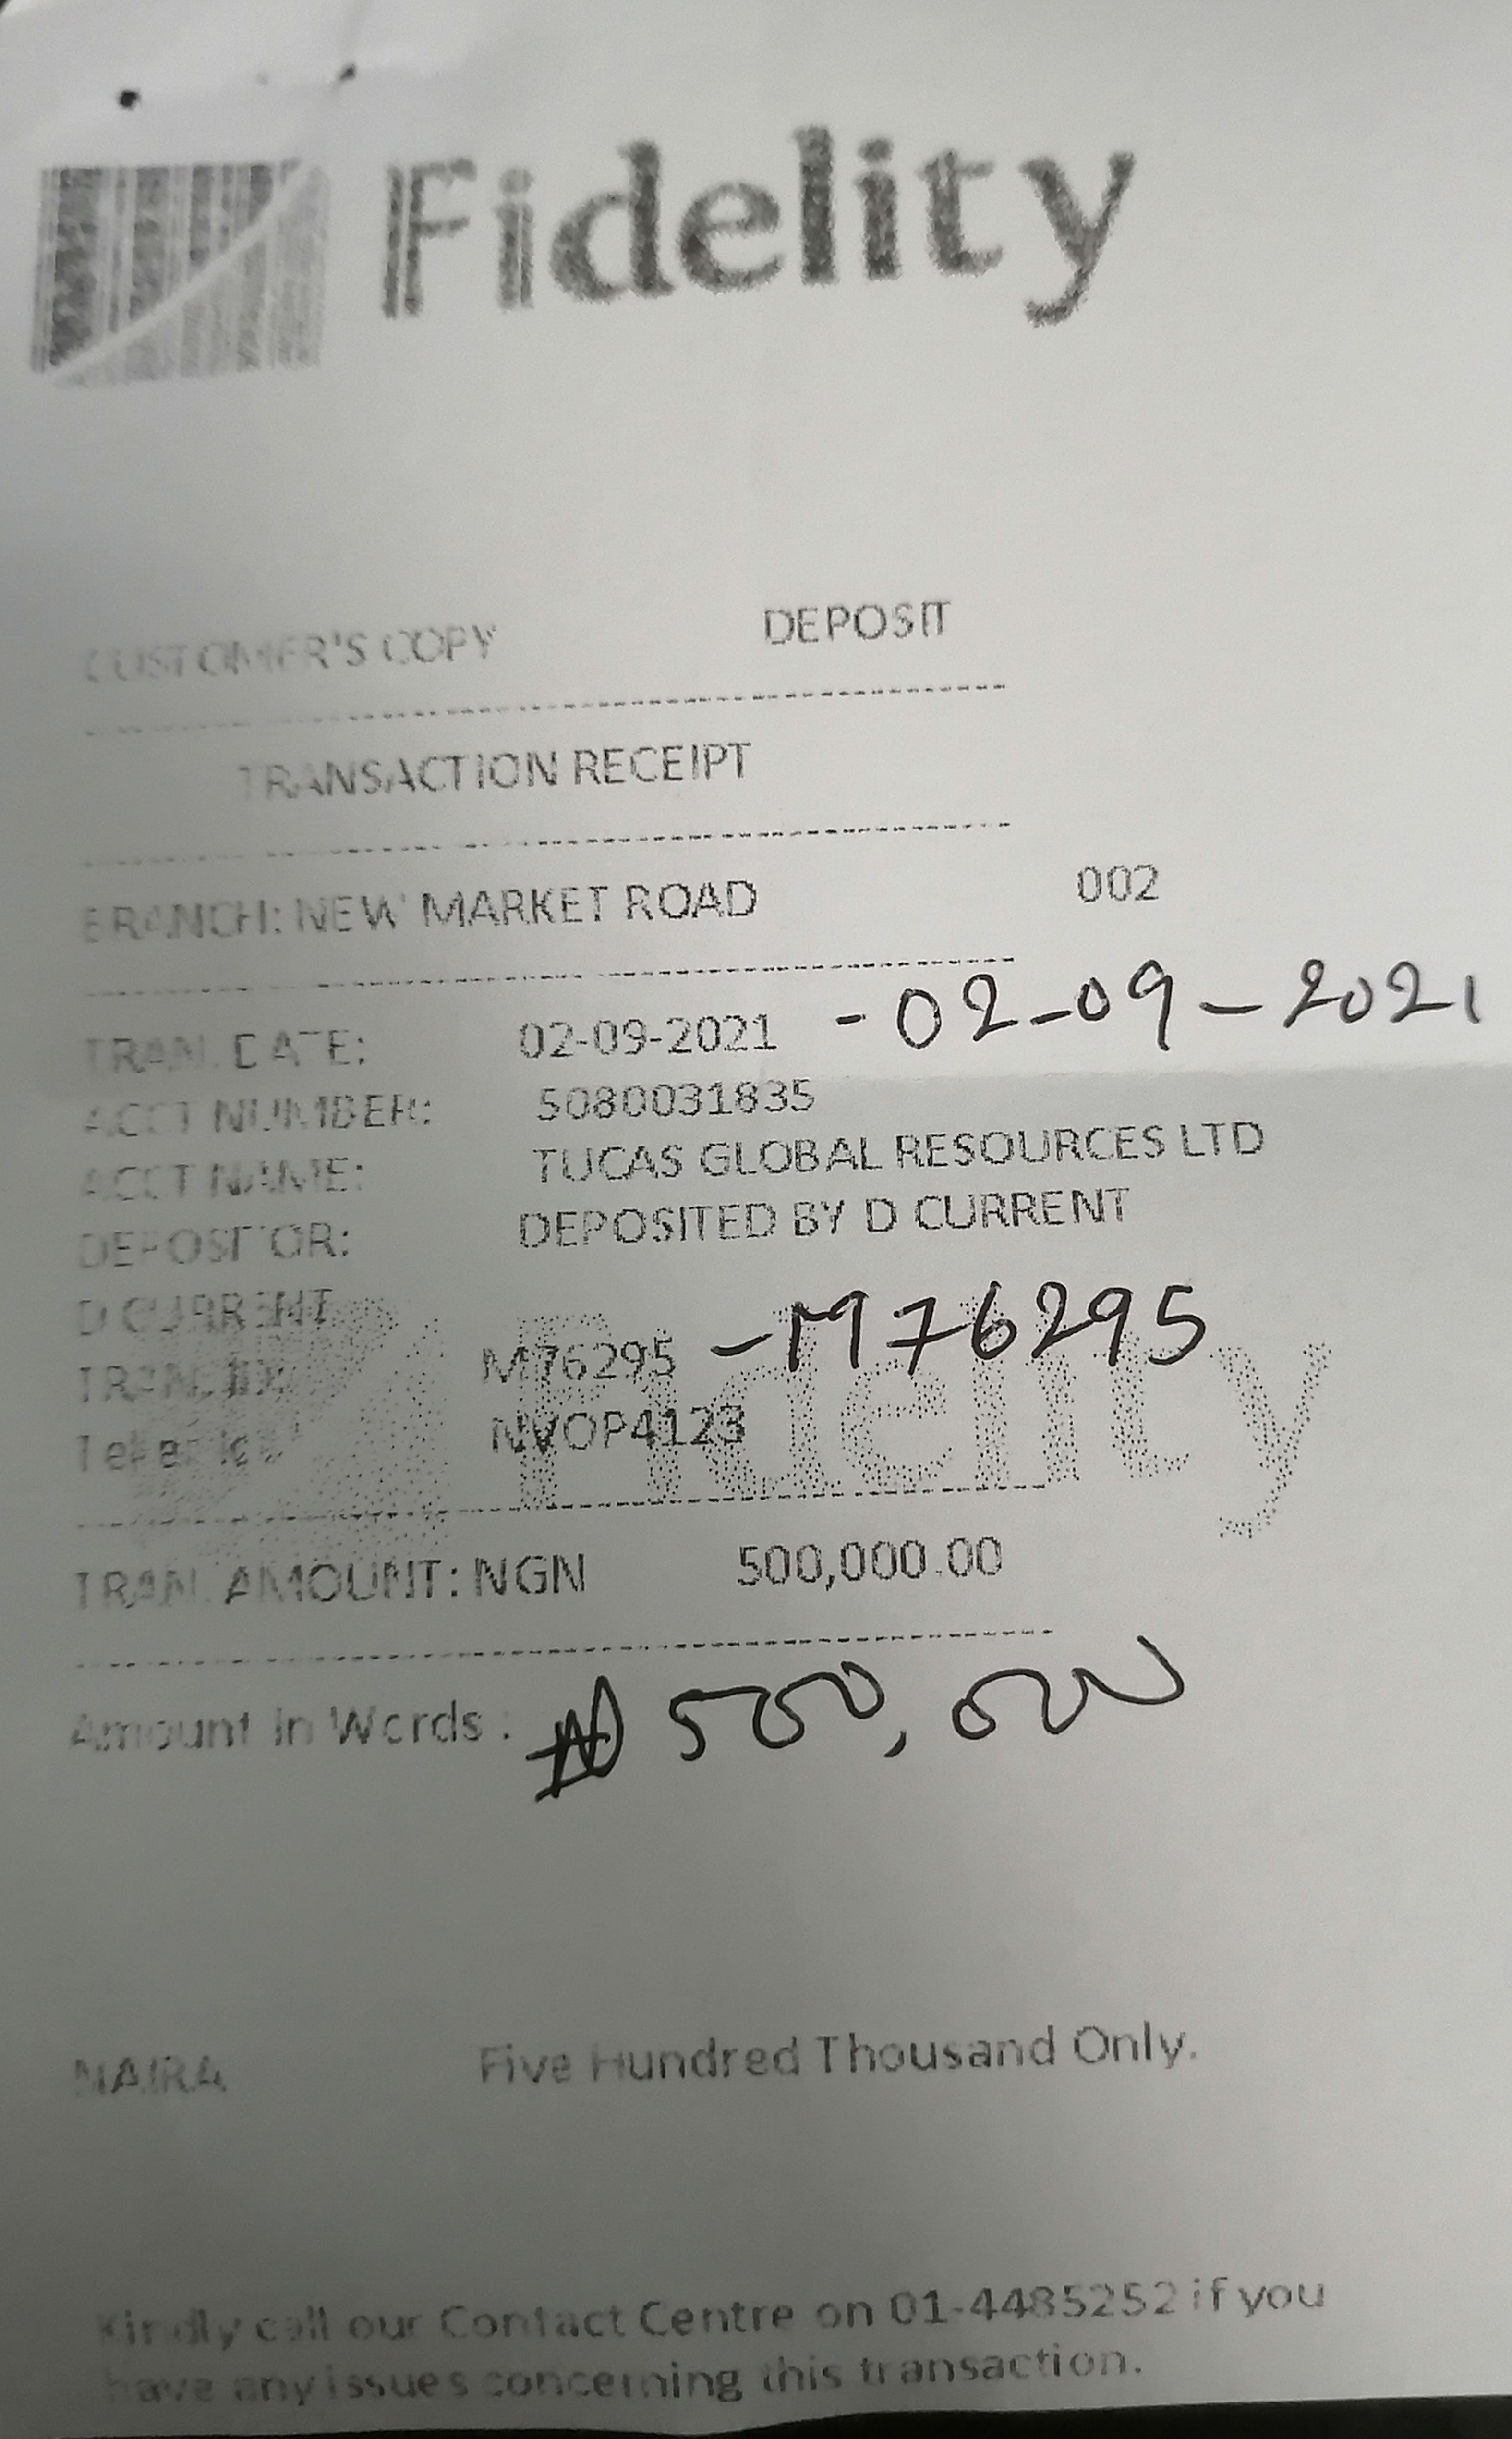 Fidelity
CUSTOMER'S COPY DEPOSIT
TRANSACTION RECEIPT
BRANCH: NEW MARKET ROAD 002
TRAN. DATE: 02-09-2021 - 02-09-2021
ACCT NUMBER: 5080031835
ACCT NAME: TUCAS GLOBAL RESOURCES LTD
DEPOSITOR: DEPOSITED BY D CURRENT
D CURRENT
TRAN. M76295 - M76295
Teller NVOP4123
Fidelity
TRAN. AMOUNT: NGN 500,000.00
Amount In Words : ₦ 500,000
NAIRA Five Hundred Thousand Only.
Kindly call our Contact Centre on 01-4485252 if you
have any issues concerning this transaction.